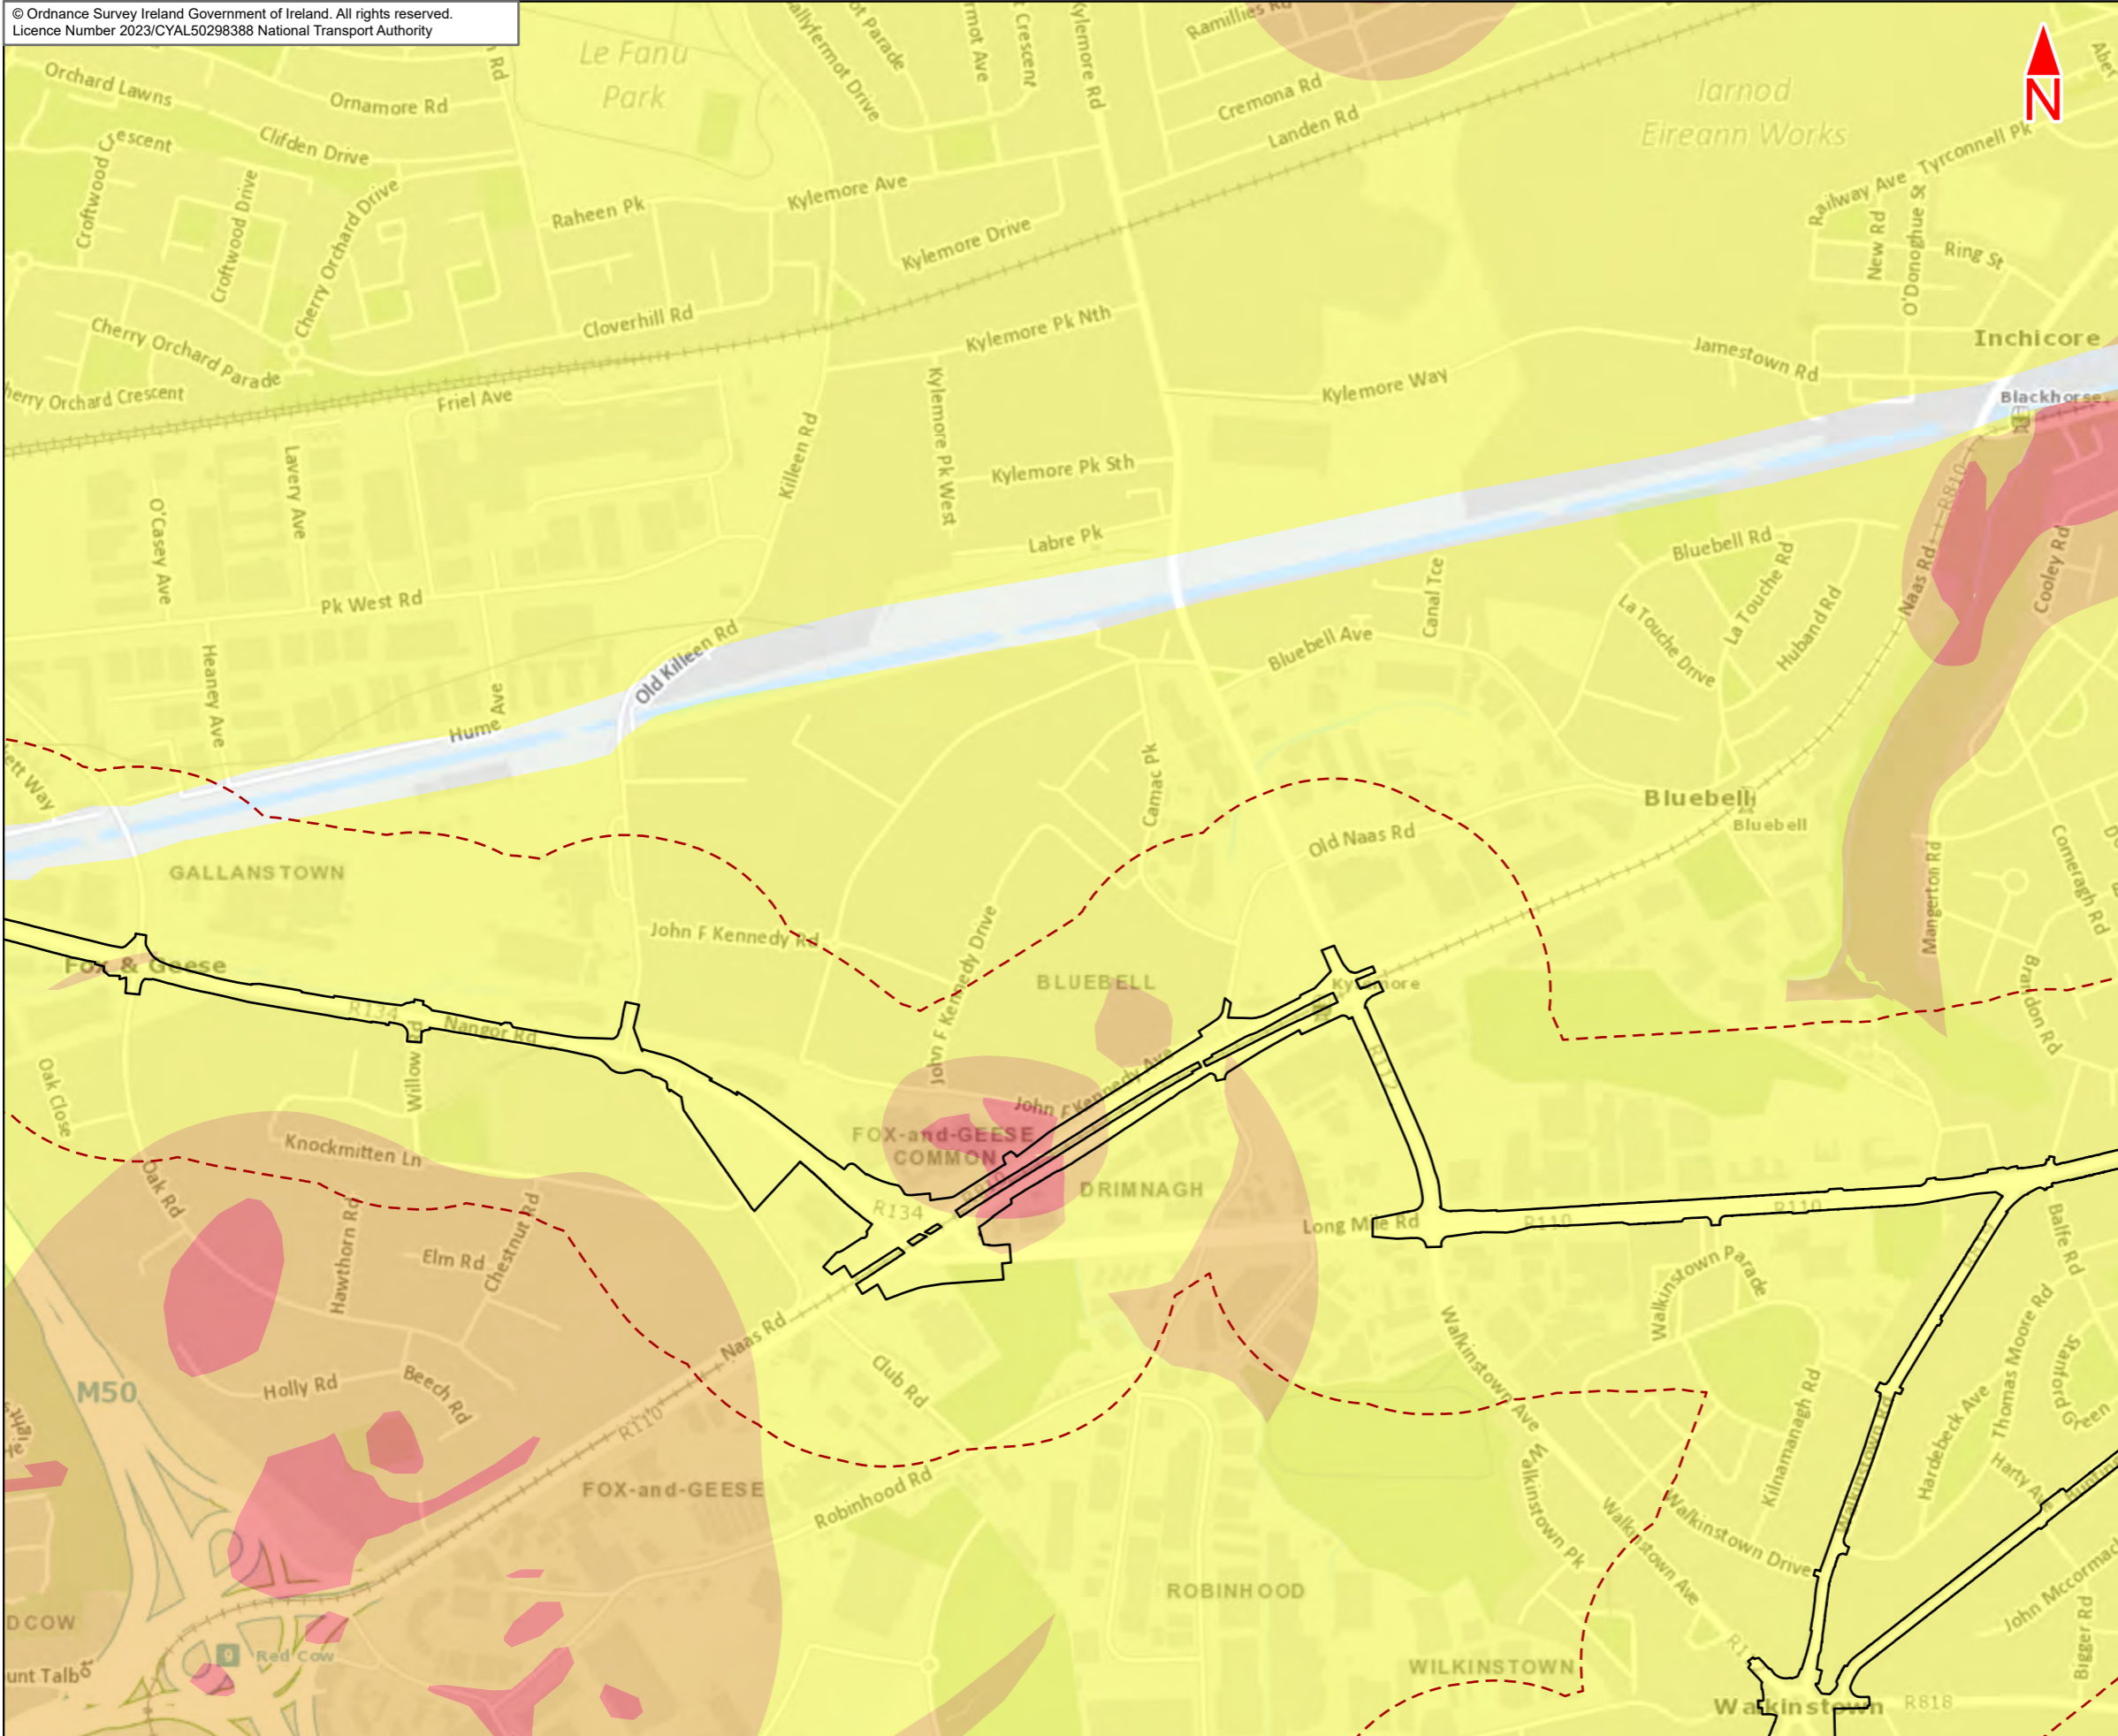 © Ordnance Survey Ireland Government of Ireland. All rights reserved.
Licence Number 2023/CYAL50298388 National Transport Authority
N
Orchard Lawns
Ornamore Rd
Le Fanu
Park
Ramillies Rd
Cremona Rd
Landen Rd
Kylemore Rd
Iarnod
Eireann Works
Croftwood Crescent
Clifden Drive
Croftwood Drive
Cherry Orchard Drive
Raheen Pk
Kylemore Ave
Kylemore Drive
Railway Ave
Tyrconnell Pk
New Rd
O'Donoghue St
Ring St
Cherry Orchard Parade
Cloverhill Rd
Kylemore Pk Nth
Jamestown Rd
Inchicore
Crescent
Friel Ave
Kylemore Way
Blackhorse
Lavery Ave
Killeen Rd
Kylemore Pk West
Kylemore Pk Sth
R810
O'Casey Ave
Labre Pk
Bluebell Rd
La Touche Rd
Naas Rd
Cooley Rd
Pk West Rd
Canal Tce
La Touche Drive
Huband Rd
Heaney Ave
Old Killeen Rd
Bluebell Ave
Hume Ave
Camac Pk
Way
Bluebell
Bluebell
Old Naas Rd
GALLANSTOWN
Mangerton Rd
Comeragh Rd
John F Kennedy Rd
John F Kennedy Drive
Fox & Geese
BLUEBELL
Kylemore
Brandon Rd
R134
Nangor Rd
Willow
Oak Close
John F Kennedy Ave
R112
Knockmitten Ln
FOX-and-GEESE
COMMON
R810
DRIMNAGH
Oak Rd
Hawthorn Rd
Chestnut Rd
Elm Rd
R134
Long Mile Rd
R110
R110
Balfe Rd
Walkinstown Parade
Naas Rd
Club Rd
Walkinstown Ave
Thomas Moore Rd
Stanford Green
M50
Holly Rd
Beech Rd
R110
Kilnamanagh Rd
Walkinstown Rd
Hardebeck Ave
Harty Ave
FOX-and-GEESE
Robinhood Rd
Walkinstown Pk
Walkinstown Ave
Walkinstown Drive
ROBINHOOD
9
Red Cow
WILKINSTOWN
Walkinstown
R818
Bigger Rd